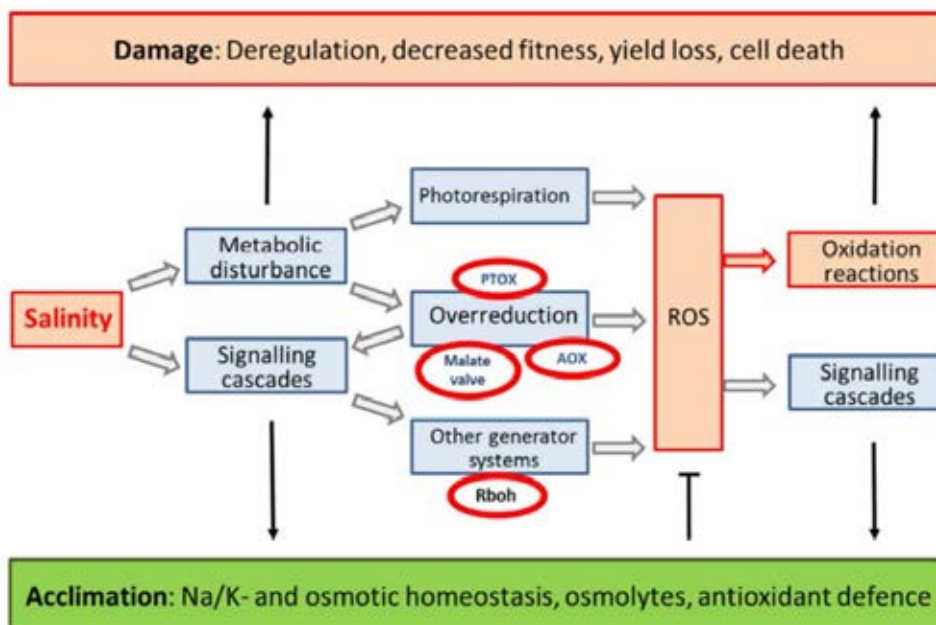 Damage: Deregulation, decreased fitness, yield loss, cell death
Photorespiration
Metabolic
disturbance
Oxidation
reactions
PTOX
Salinity
Overreduction
ROS
Malate
valve
AOX
Signalling
cascades
Signalling
cascades
Other generator
systems
Rboh
Acclimation: Na/K- and osmotic homeostasis, osmolytes, antioxidant defence